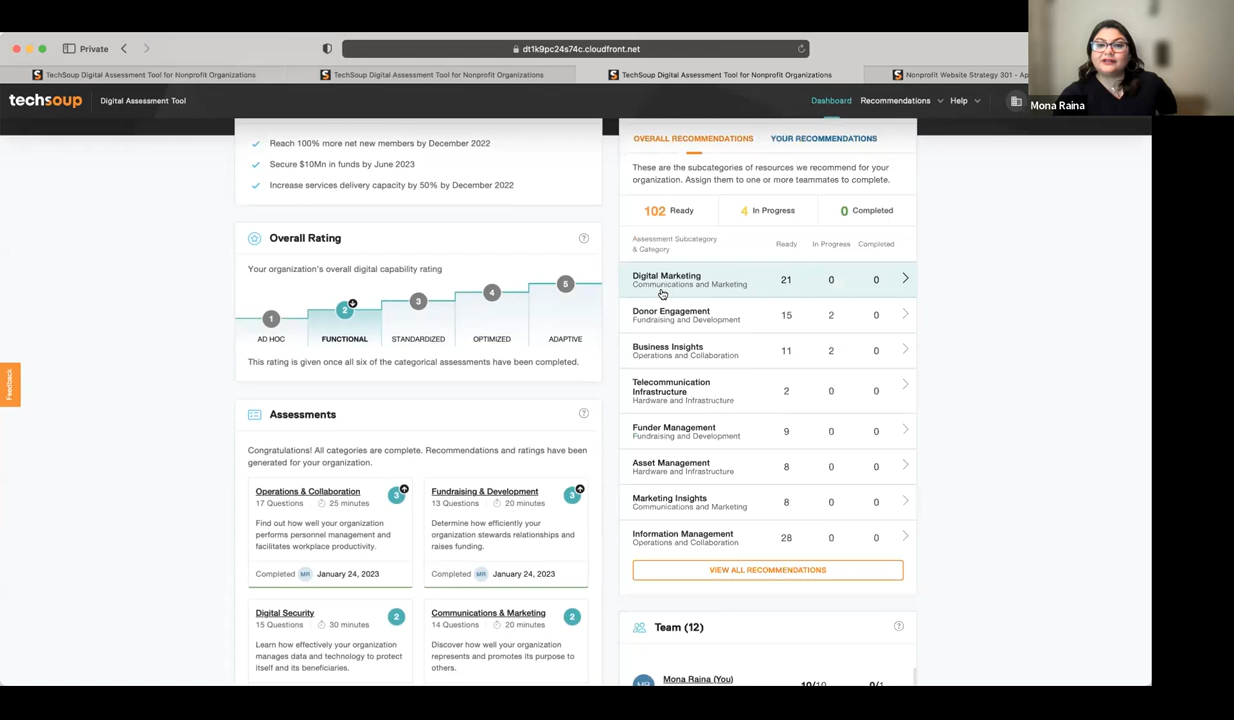 Private
dt1k9pc24s74c.cloudfront.net
TechSoup Digital Assessment Tool for Nonprofit Organizations
TechSoup Digital Assessment Tool for Nonprofit Organizations
TechSoup Digital Assessment Tool for Nonprofit Organizations
Nonprofit Website Strategy 301 - Ap
Mona Raina
techsoup
Digital Assessment Tool
Dashboard
Recommendations
Help
Reach 100% more net new members by December 2022
Secure $10Mn in funds by June 2023
Increase services delivery capacity by 50% by December 2022
Overall Rating
Your organization's overall digital capability rating
1
2
3
4
5
AD HOC
FUNCTIONAL
STANDARDIZED
OPTIMIZED
ADAPTIVE
This rating is given once all six of the categorical assessments have been completed.
Assessments
Congratulations! All categories are complete. Recommendations and ratings have been
generated for your organization.
Operations & Collaboration
3
17 Questions 25 minutes
Find out how well your organization
performs personnel management and
facilitates workplace productivity.
Completed MR January 24, 2023
Fundraising & Development
3
13 Questions 20 minutes
Determine how efficiently your
organization stewards relationships and
raises funding.
Completed MR January 24, 2023
Digital Security
2
15 Questions 30 minutes
Learn how effectively your organization
manages data and technology to protect
itself and its beneficiaries.
Communications & Marketing
2
14 Questions 20 minutes
Discover how well your organization
represents and promotes its purpose to
others.
OVERALL RECOMMENDATIONS
YOUR RECOMMENDATIONS
These are the subcategories of resources we recommend for your
organization. Assign them to one or more teammates to complete.
102 Ready
4 In Progress
0 Completed
Assessment Subcategory
& Category
Ready
In Progress
Completed
Digital Marketing
Communications and Marketing
21 0 0
Donor Engagement
Fundraising and Development
15 2 0
Business Insights
Operations and Collaboration
11 2 0
Telecommunication
Infrastructure
Hardware and Infrastructure
2 0 0
Funder Management
Fundraising and Development
9 0 0
Asset Management
Hardware and Infrastructure
8 0 0
Marketing Insights
Communications and Marketing
8 0 0
Information Management
Operations and Collaboration
28 0 0
VIEW ALL RECOMMENDATIONS
Team (12)
Mona Raina (You)
Feedback